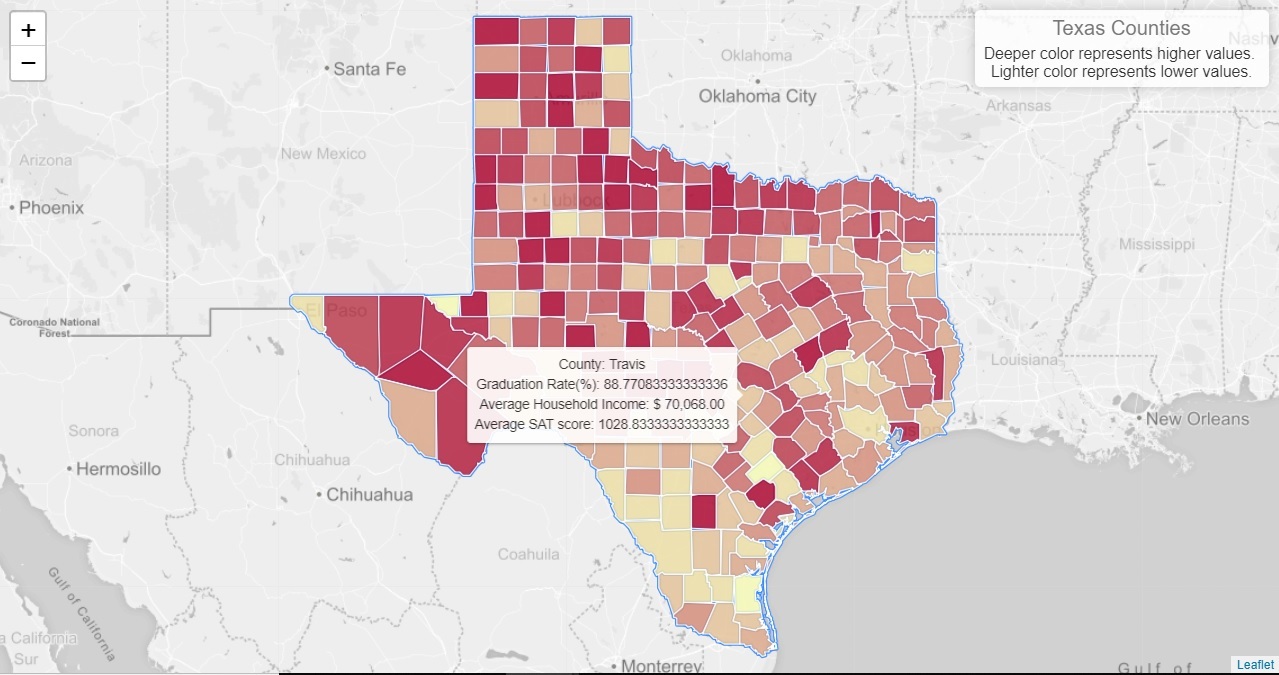 +
−
Texas Counties
Deeper color represents higher values.
Lighter color represents lower values.
Nashv
Oklahoma
Santa Fe
Amarillo
Oklahoma City
Arkansas
Arizona
New Mexico
Phoenix
Lubbock
Mississippi
El Paso
Coronado National
Forest
Louisiana
County: Travis
Graduation Rate(%): 88.77083333333336
Average Household Income: $ 70,068.00
Average SAT score: 1028.8333333333333
New Orleans
Houston
Sonora
Hermosillo
Chihuahua
Chihuahua
Coahuila
Gulf of California
a California
Sur
Monterrey
Gulf of
Leaflet